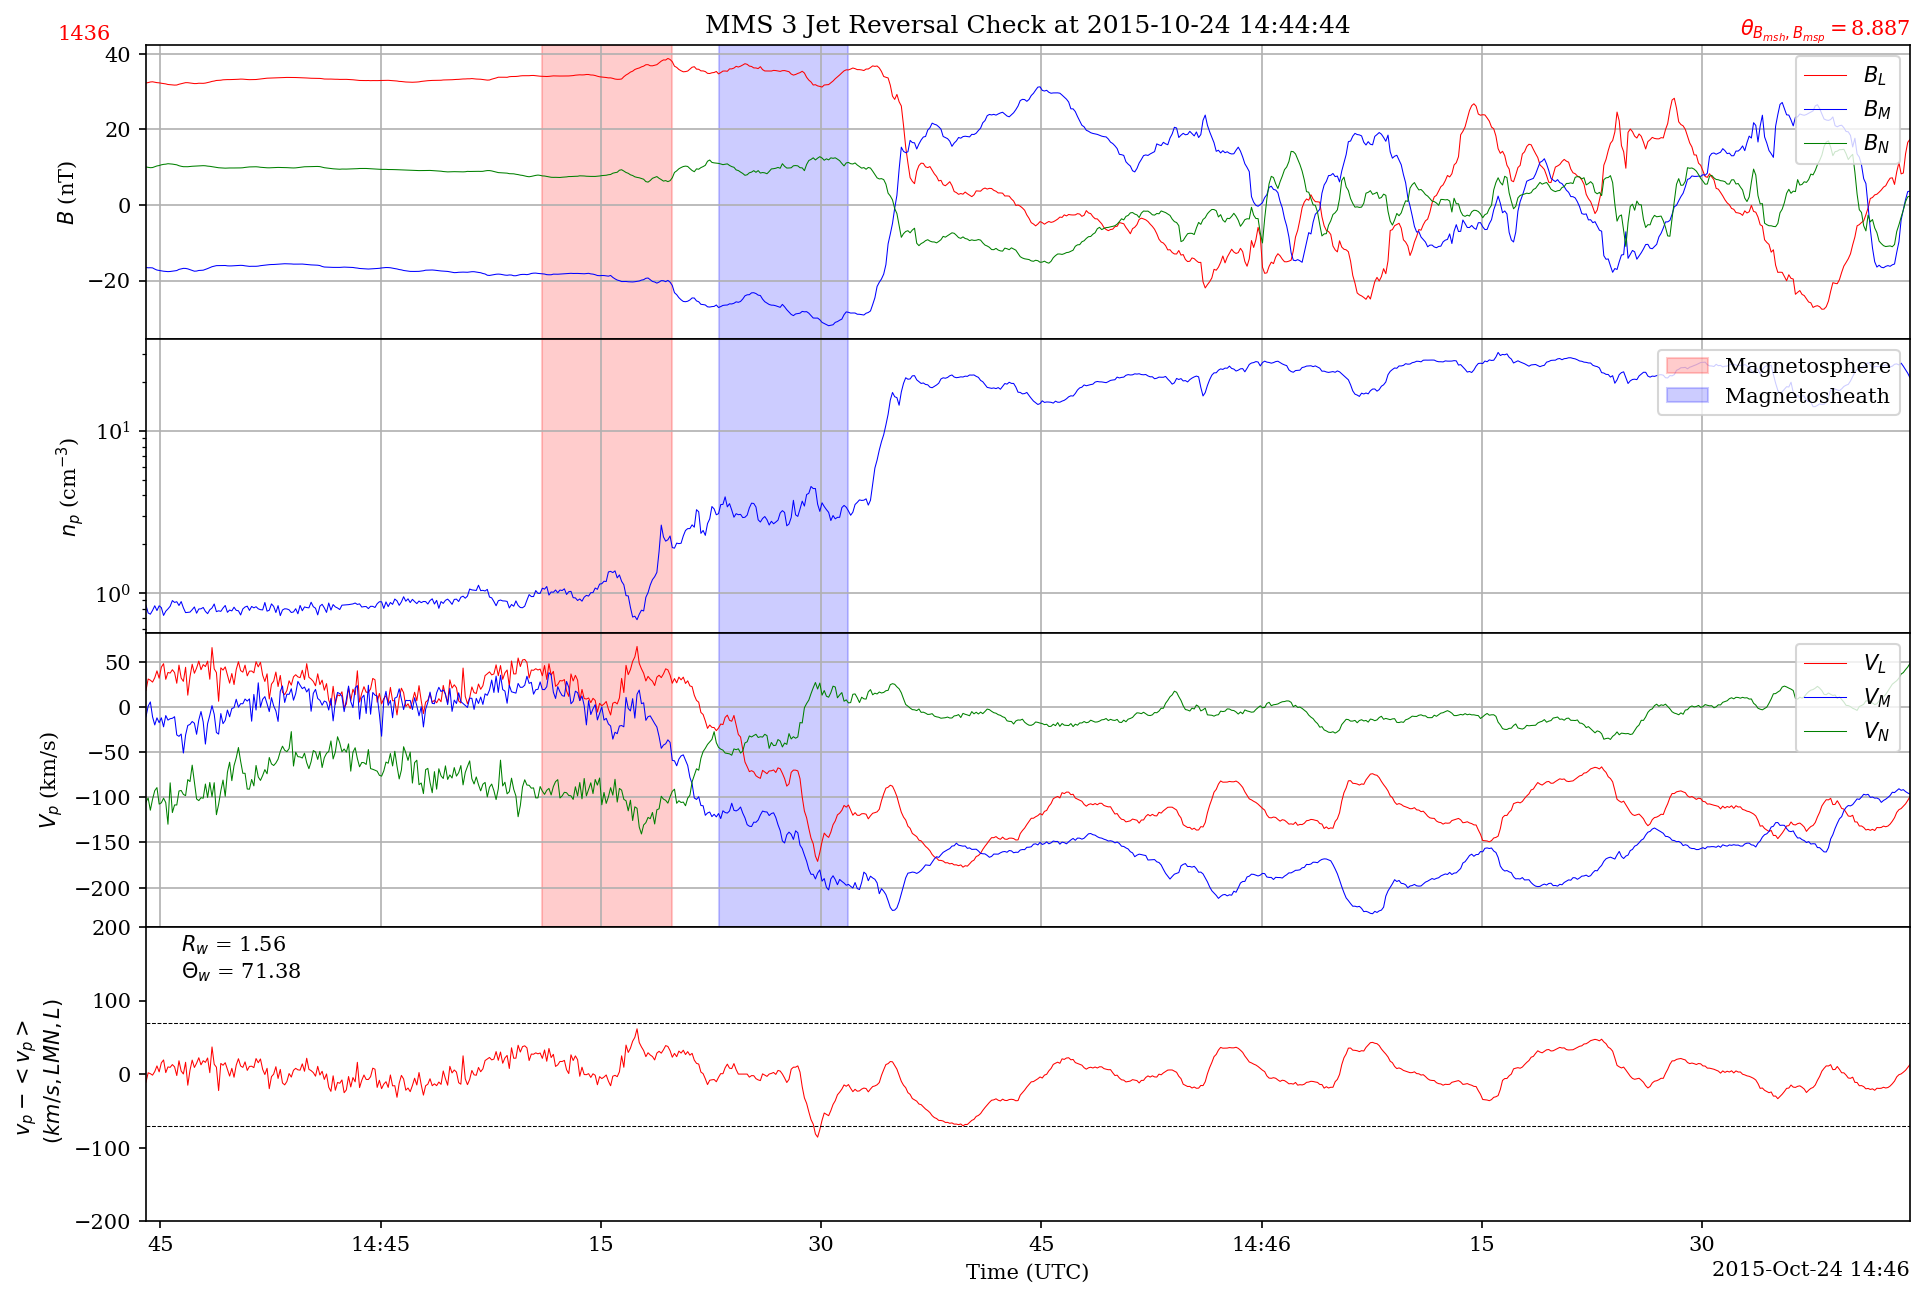 MMS 3 Jet Reversal Check at 2015-10-24 14:44:44
1436
θ_{B_{msh}, B_{msp}} = 8.887
40
20
0
−20
B (nT)
B_L
B_M
B_N
10^1
10^0
n_p (cm^{−3})
Magnetosphere
Magnetosheath
50
0
−50
−100
−150
−200
V_p (km/s)
V_L
V_M
V_N
200
100
0
−100
−200
v_p − < v_p >
(km/s, LMN, L)
R_w = 1.56
Θ_w = 71.38
45
14:45
15
30
45
14:46
15
30
Time (UTC)
2015-Oct-24 14:46